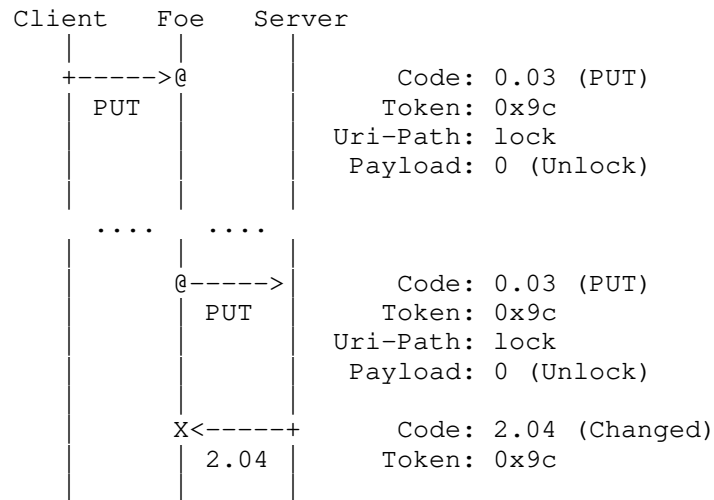 Client Foe Server
+----->@ Code: 0.03 (PUT)
PUT Token: 0x9c
Uri-Path: lock
Payload: 0 (Unlock)
.... ....
@-----> Code: 0.03 (PUT)
PUT Token: 0x9c
Uri-Path: lock
Payload: 0 (Unlock)
X<-----+ Code: 2.04 (Changed)
2.04 Token: 0x9c